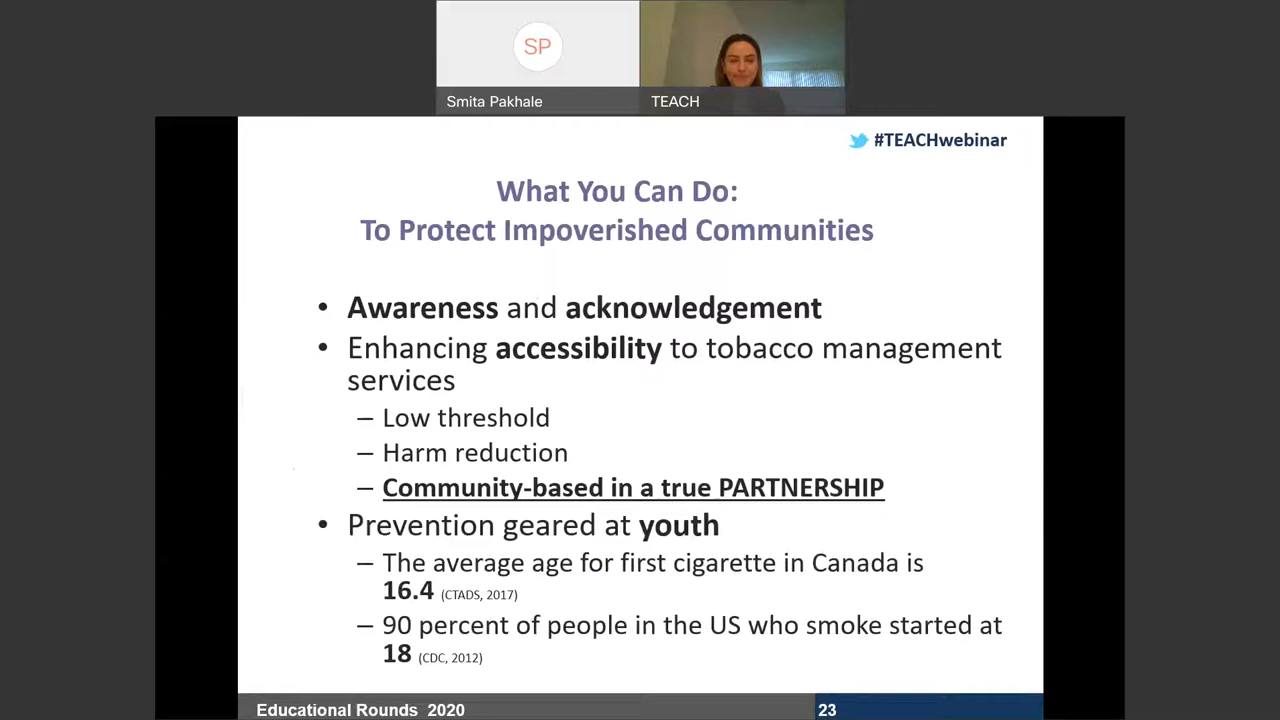 SP
Smita Pakhale
TEACH
#TEACHwebinar
What You Can Do:
To Protect Impoverished Communities
• Awareness and acknowledgement
• Enhancing accessibility to tobacco management
services
– Low threshold
– Harm reduction
– Community-based in a true PARTNERSHIP
• Prevention geared at youth
– The average age for first cigarette in Canada is
16.4 (CTADS, 2017)
– 90 percent of people in the US who smoke started at
18 (CDC, 2012)
Educational Rounds 2020
23